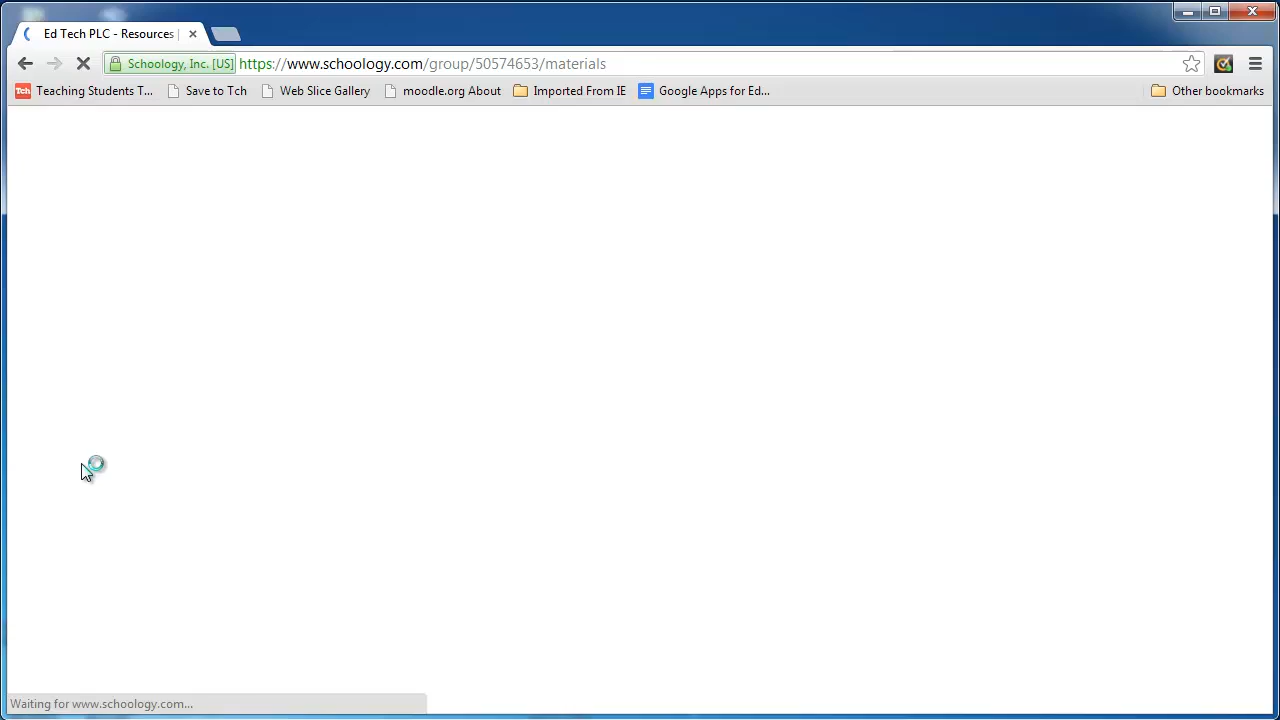 Ed Tech PLC - Resources |
Schoology, Inc. [US] https://www.schoology.com/group/50574653/materials
Tch Teaching Students T... Save to Tch Web Slice Gallery moodle.org About Imported From IE Google Apps for Ed... Other bookmarks
Waiting for www.schoology.com...